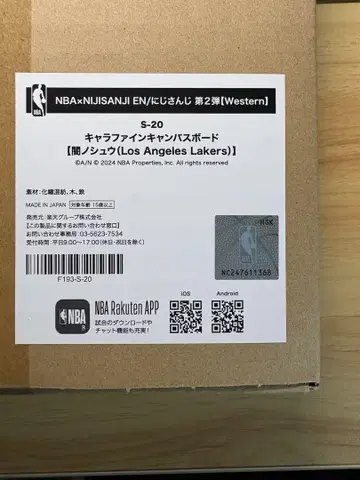 NBA×NIJISANJI EN/にじさんじ 第2弾【Western】
S-20
キャラファインキャンバスボード
【闇ノシュウ(Los Angeles Lakers)】
©A/N © 2024 NBA Properties, Inc. All rights reserved
素材:化繊混紡、木、鉄
MADE IN JAPAN 対象年齢 15歳以上
発売元:楽天グループ株式会社
【この製品に関するお問い合わせ窓口】
お問い合わせ事務局:03-5623-7534
受付時間:平日9:00~17:00(休日・祝日を除く)
F193-S-20
NBA
NBA Rakuten APP
試合のダウンロードや
チャット機能も充実!
iOS
Android
NC247611368